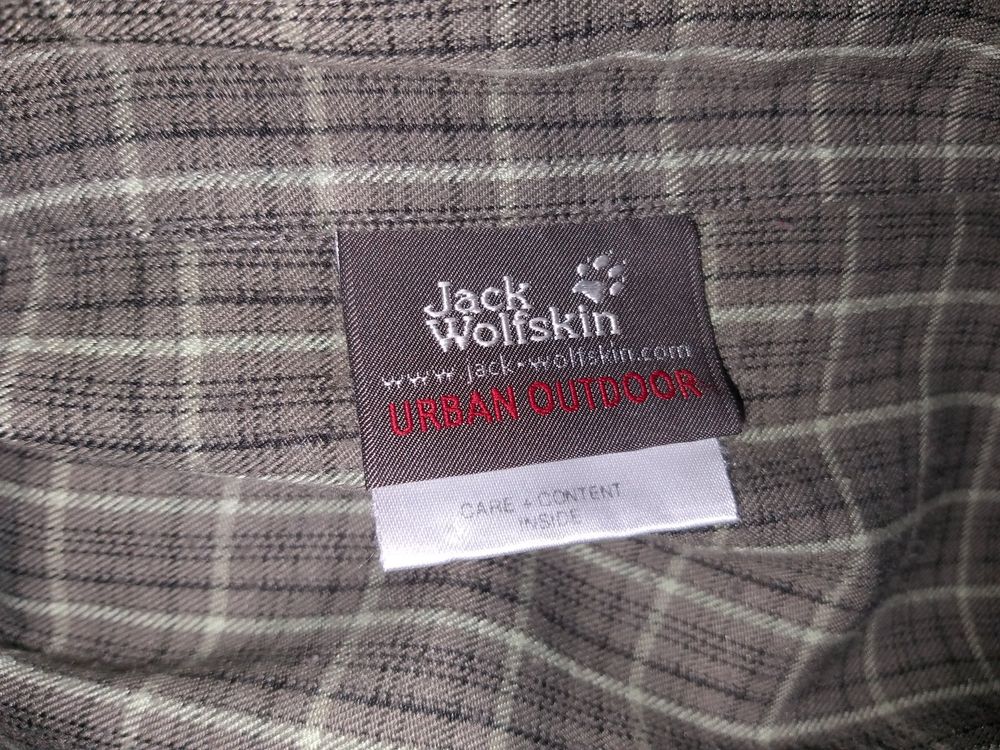 Jack
Wolfskin
www.jack-wolfskin.com
URBAN OUTDOOR
CARE & CONTENT
INSIDE